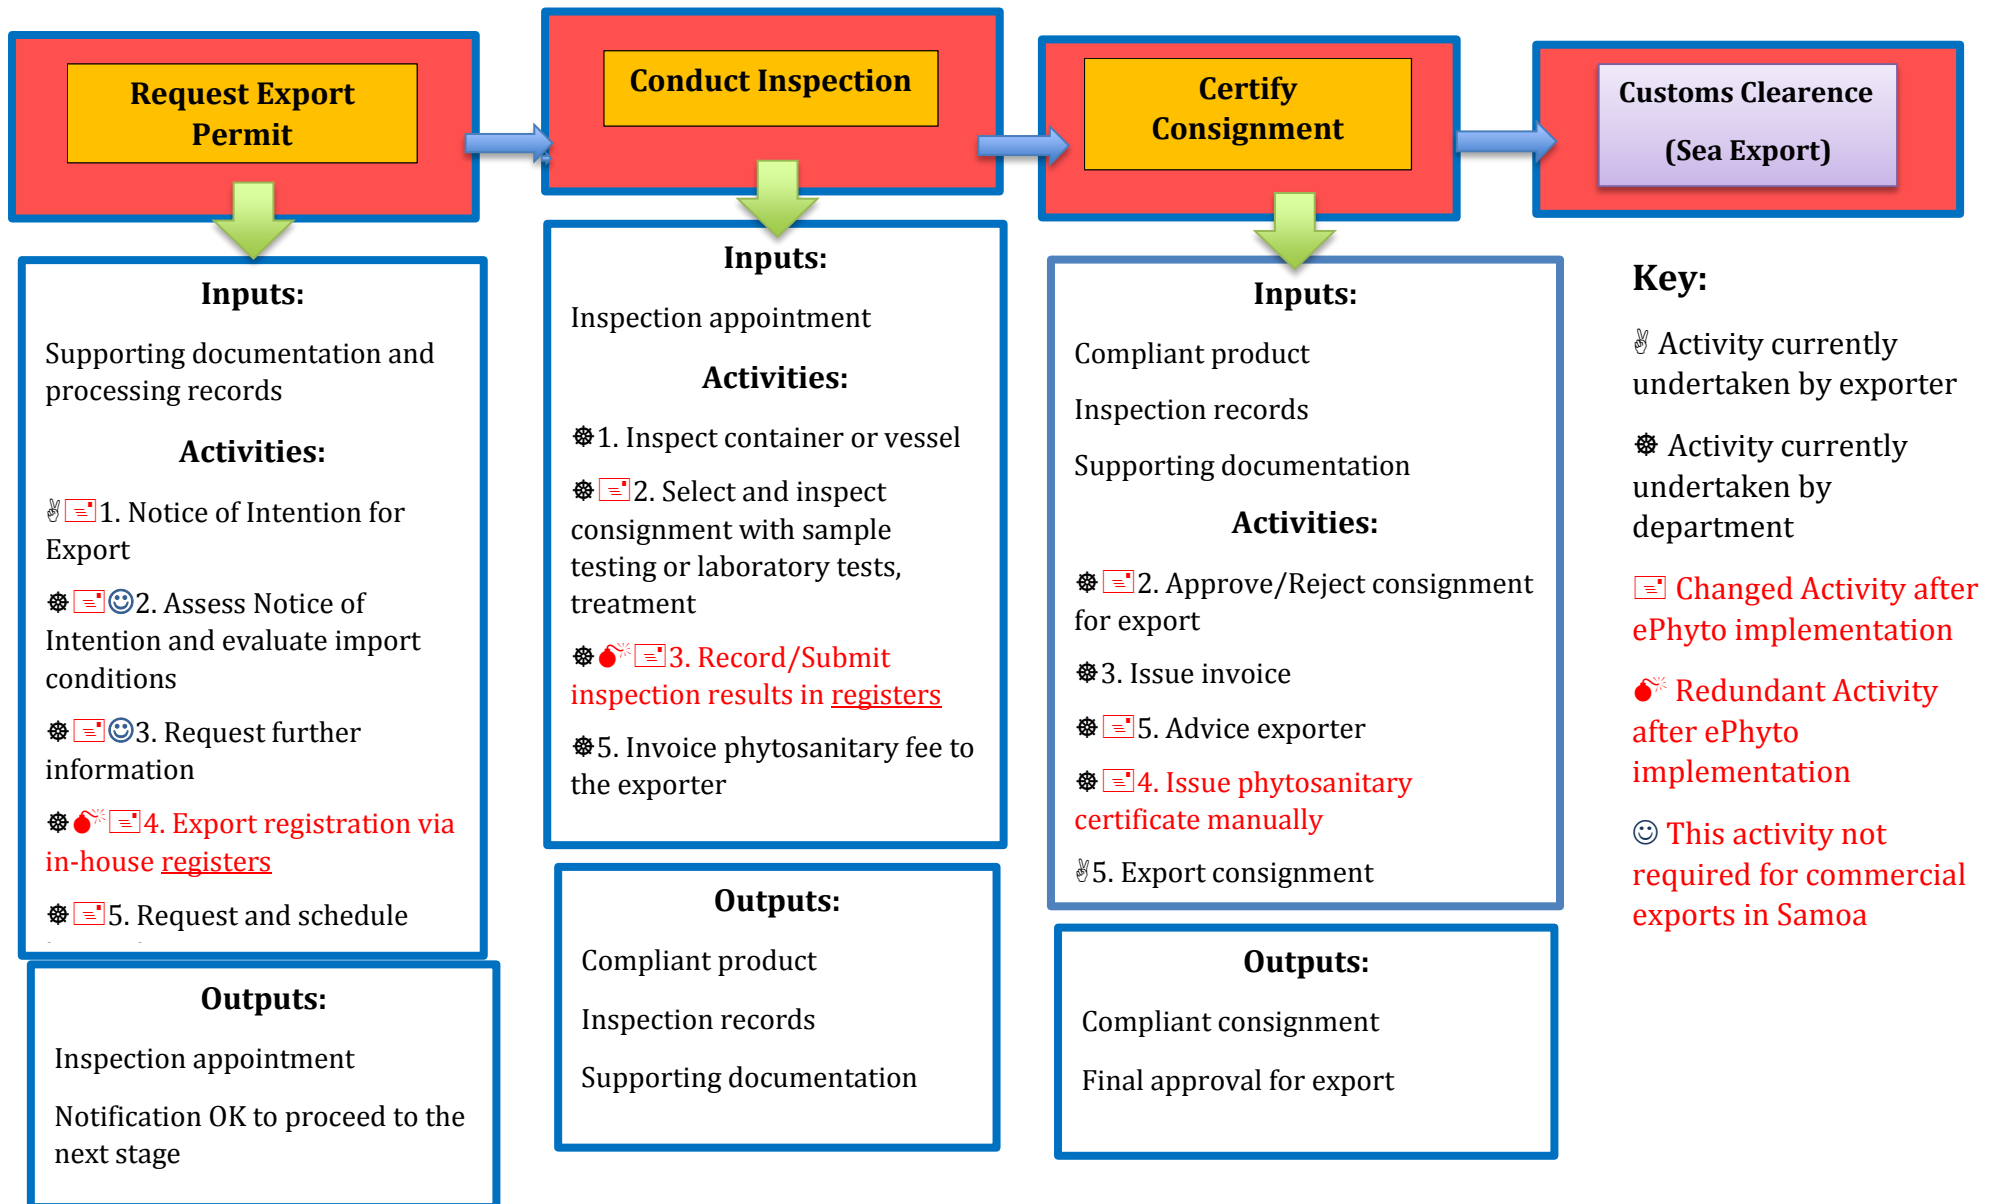 Request Export
Permit
Conduct Inspection
Certify
Consignment
Customs Clearence
(Sea Export)
Inputs:
Supporting documentation and
processing records
Activities:
✌🖃1. Notice of Intention for
Export
☸🖃☺2. Assess Notice of
Intention and evaluate import
conditions
☸🖃☺3. Request further
information
☸💣🖃4. Export registration via
in-house registers
☸🖃5. Request and schedule
Outputs:
Inspection appointment
Notification OK to proceed to the
next stage
Inputs:
Inspection appointment
Activities:
☸1. Inspect container or vessel
☸🖃2. Select and inspect
consignment with sample
testing or laboratory tests,
treatment
☸💣🖃3. Record/Submit
inspection results in registers
☸5. Invoice phytosanitary fee to
the exporter
Outputs:
Compliant product
Inspection records
Supporting documentation
Inputs:
Compliant product
Inspection records
Supporting documentation
Activities:
☸🖃2. Approve/Reject consignment
for export
☸3. Issue invoice
☸🖃5. Advice exporter
☸🖃4. Issue phytosanitary
certificate manually
✌5. Export consignment
Outputs:
Compliant consignment
Final approval for export
Key:
✌ Activity currently
undertaken by exporter
☸ Activity currently
undertaken by
department
🖃 Changed Activity after
ePhyto implementation
💣 Redundant Activity
after ePhyto
implementation
☺ This activity not
required for commercial
exports in Samoa